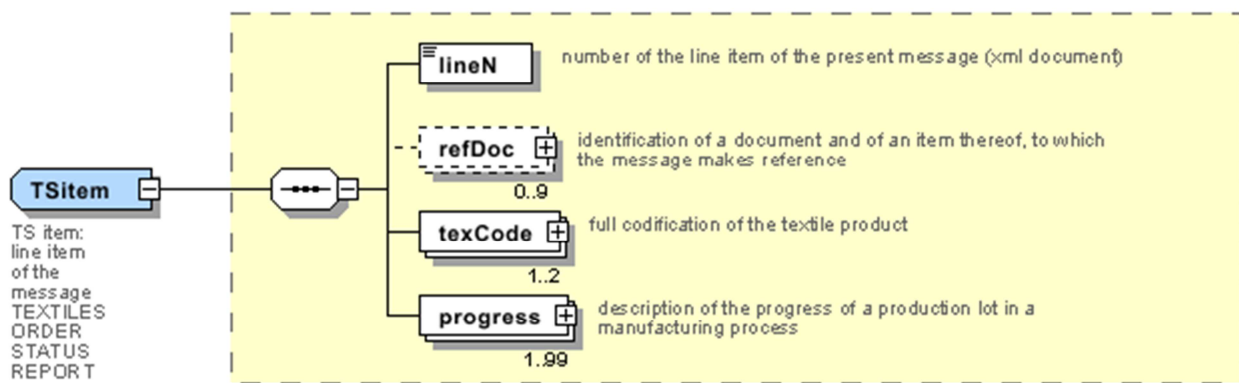 lineN
number of the line item of the present message (xml document)
refDoc
identification of a document and of an item thereof, to which
the message makes reference
0..9
TSitem
TS item:
line item
of the
message
TEXTILES
ORDER
STATUS
REPORT
texCode
full codification of the textile product
1..2
progress
description of the progress of a production lot in a
manufacturing process
1..99